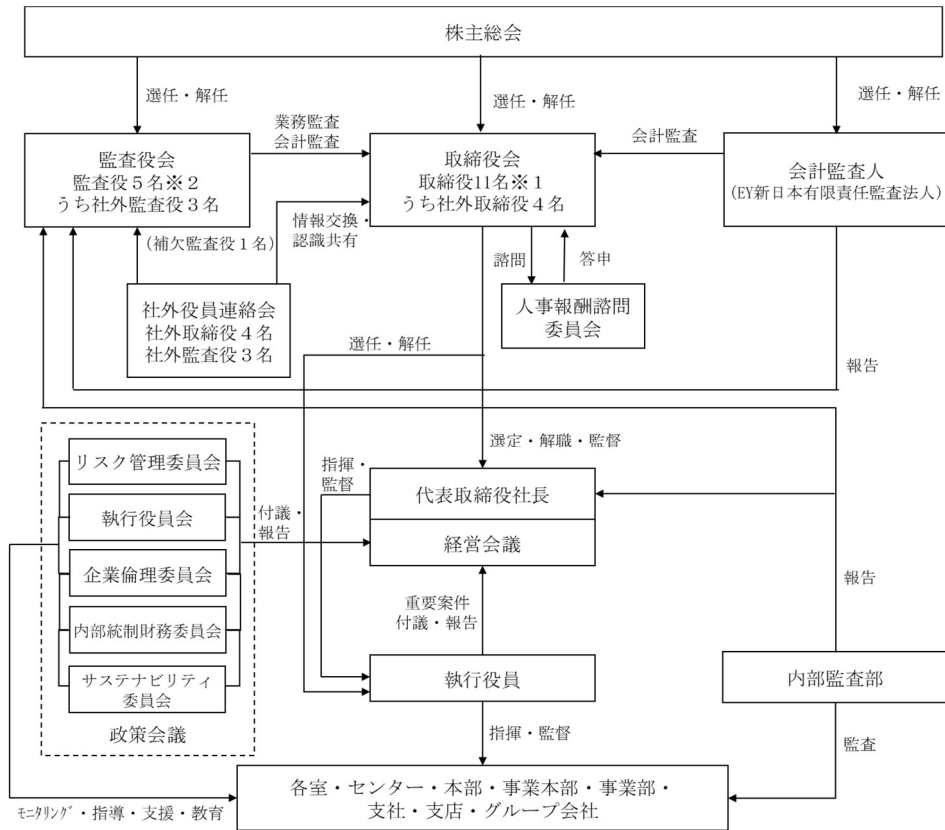 株主総会
選任・解任
選任・解任
選任・解任
監査役会
監査役５名※２
うち社外監査役３名
業務監査
会計監査
取締役会
取締役11名※１
うち社外取締役４名
会計監査
会計監査人
(EY新日本有限責任監査法人)
(補欠監査役１名)
情報交換・
認識共有
諮問
答申
社外役員連絡会
社外取締役４名
社外監査役３名
人事報酬諮問
委員会
選任・解任
報告
選定・解職・監督
リスク管理委員会
執行役員会
企業倫理委員会
内部統制財務委員会
サステナビリティ
委員会
政策会議
付議・
報告
指揮・
監督
代表取締役社長
経営会議
重要案件
付議・報告
執行役員
報告
内部監査部
指揮・監督
監査
各室・センター・本部・事業本部・事業部・
支社・支店・グループ会社
ﾓﾆﾀﾘﾝｸﾞ・指導・支援・教育